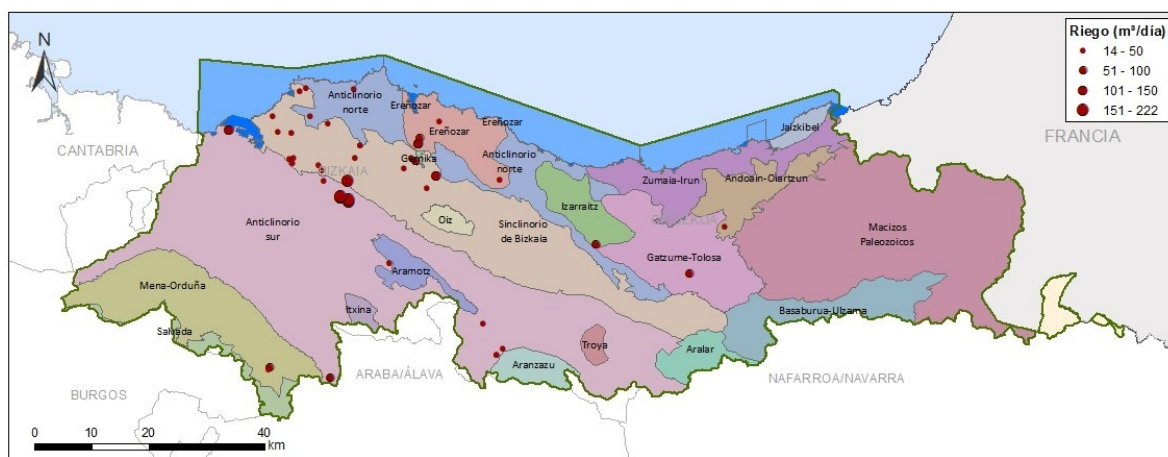 N
Riego (m³/día)
14 - 50
51 - 100
101 - 150
151 - 222
CANTABRIA
FRANCIA
Anticlinorio
norte
Ereñozar
Ereñozar
Ereñozar
Jaizkibel
Gernika
Anticlinorio
norte
BIZKAIA
Zumaia-Irun
Andoain-Oiartzun
Izarraitz
Oiz
Sinclinorio
de Bizkaia
Anticlinorio
sur
Macizos
Paleozoicos
Gatzume-Tolosa
Aramotz
Mena-Orduña
Itxina
Basaburua-Ulzama
Salvada
Troya
Aralar
Aranzazu
ARABA/ÁLAVA
NAFARROA/NAVARRA
BURGOS
0 10 20 40
km